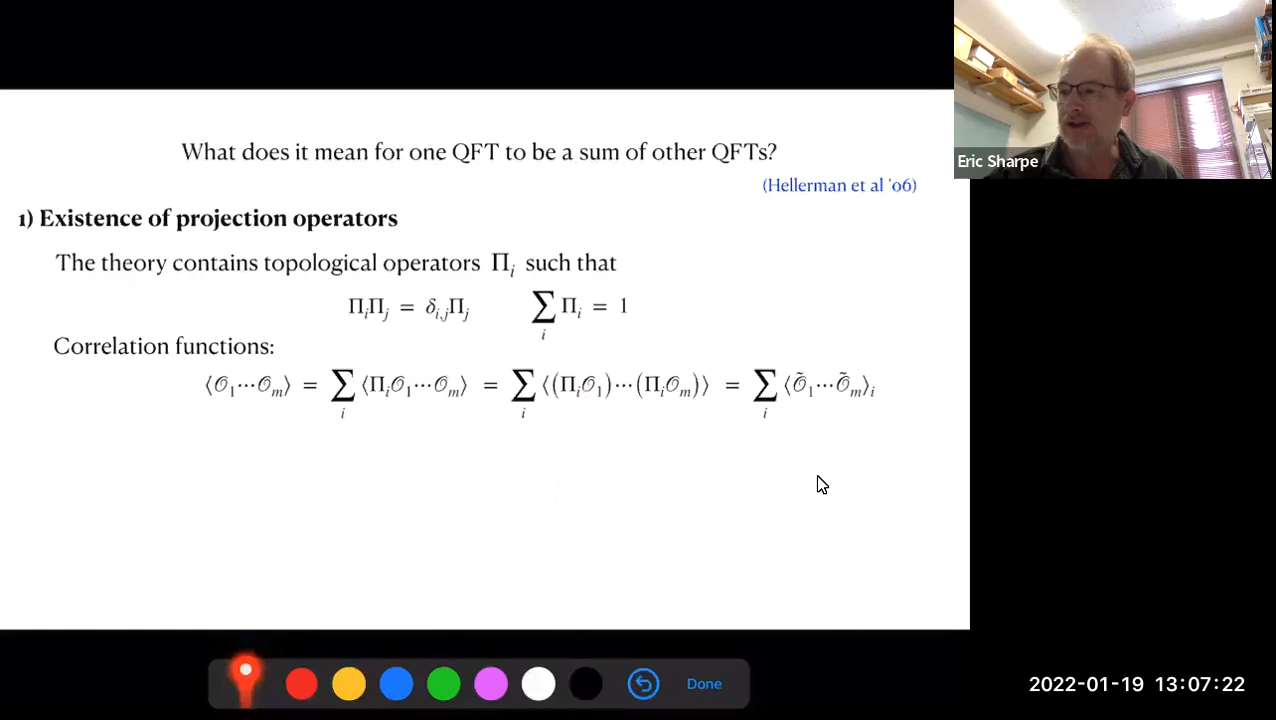 What does it mean for one QFT to be a sum of other QFTs?
(Hellerman et al '06)
1) Existence of projection operators
The theory contains topological operators Πᵢ such that
ΠᵢΠⱼ = δᵢ,ⱼΠⱼ ∑ᵢ Πᵢ = 1
Correlation functions:
⟨𝒪₁⋯𝒪ₘ⟩ = ∑ᵢ ⟨Πᵢ𝒪₁⋯𝒪ₘ⟩ = ∑ᵢ ⟨(Πᵢ𝒪₁)⋯(Πᵢ𝒪ₘ)⟩ = ∑ᵢ ⟨𝒪̃₁⋯𝒪̃ₘ⟩ᵢ
Eric Sharpe
Done
2022-01-19 13:07:22